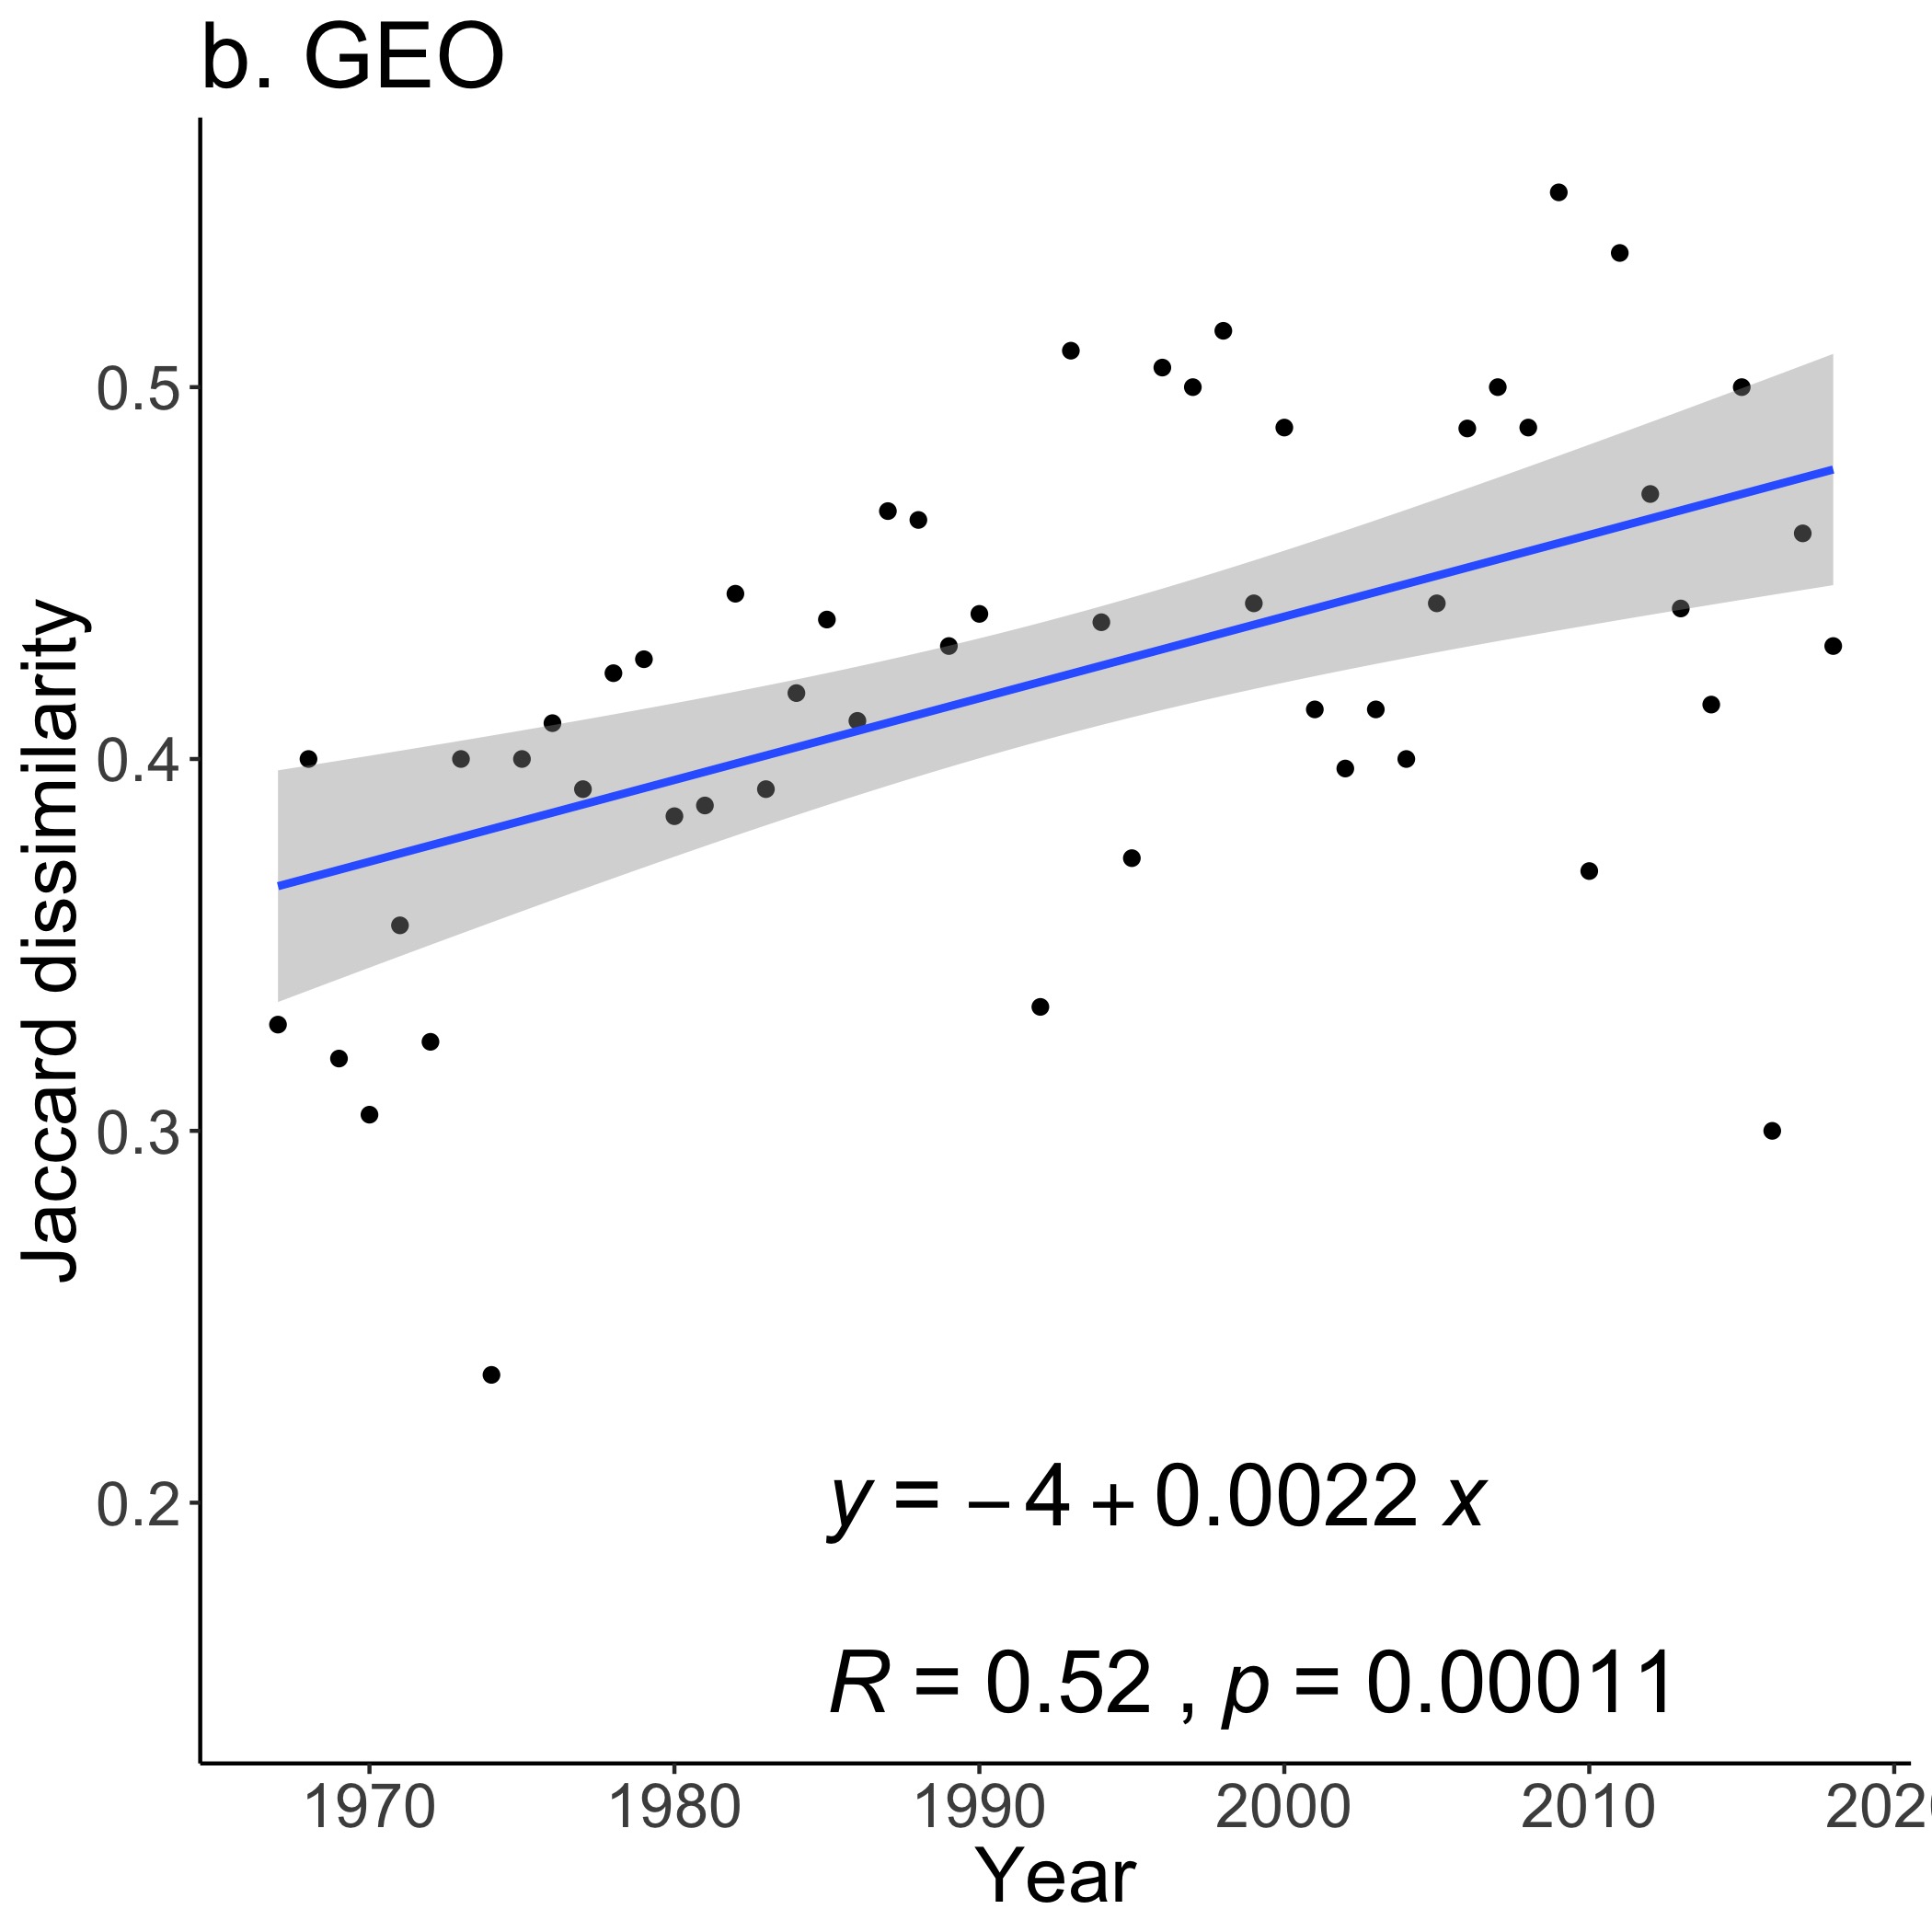 b. GEO
Jaccard dissimilarity
0.5
0.4
0.3
0.2
y = −4 + 0.0022 x
R = 0.52 , p = 0.00011
1970 1980 1990 2000 2010
Year